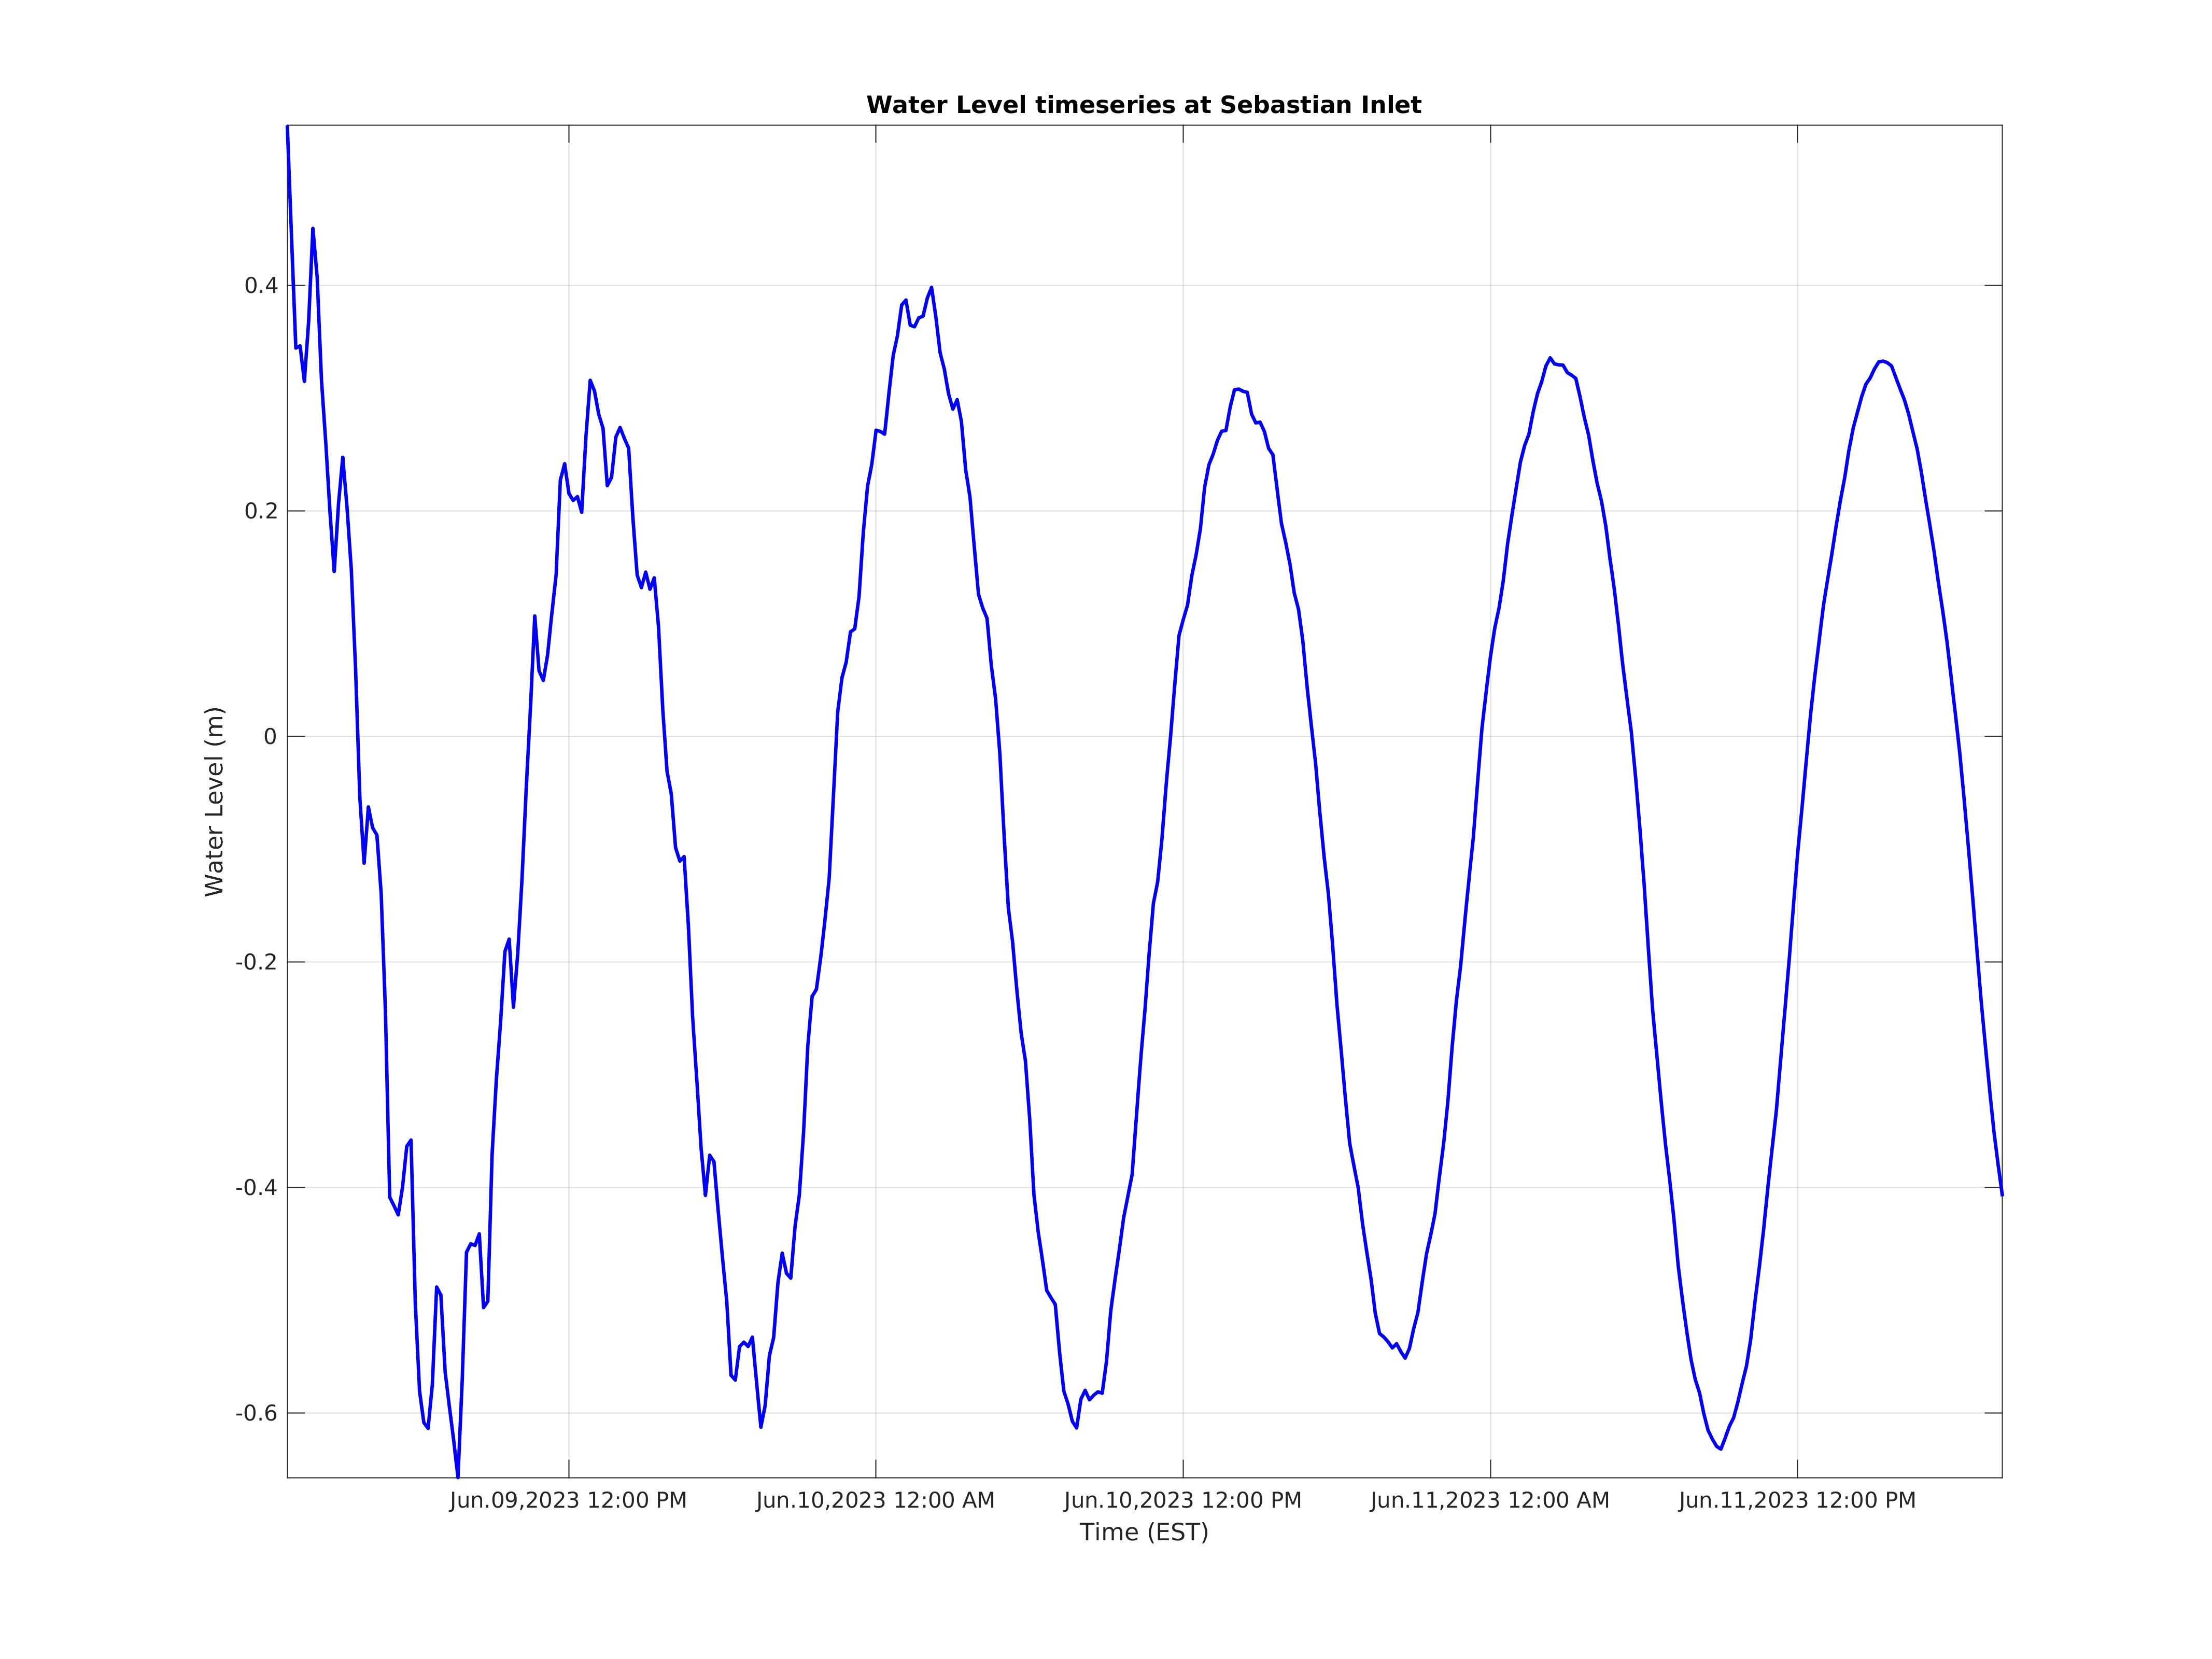 Water Level timeseries at Sebastian Inlet
0.4
0.2
0
-0.2
-0.4
-0.6
Water Level (m)
Jun.09,2023 12:00 PM Jun.10,2023 12:00 AM Jun.10,2023 12:00 PM Jun.11,2023 12:00 AM Jun.11,2023 12:00 PM
Time (EST)